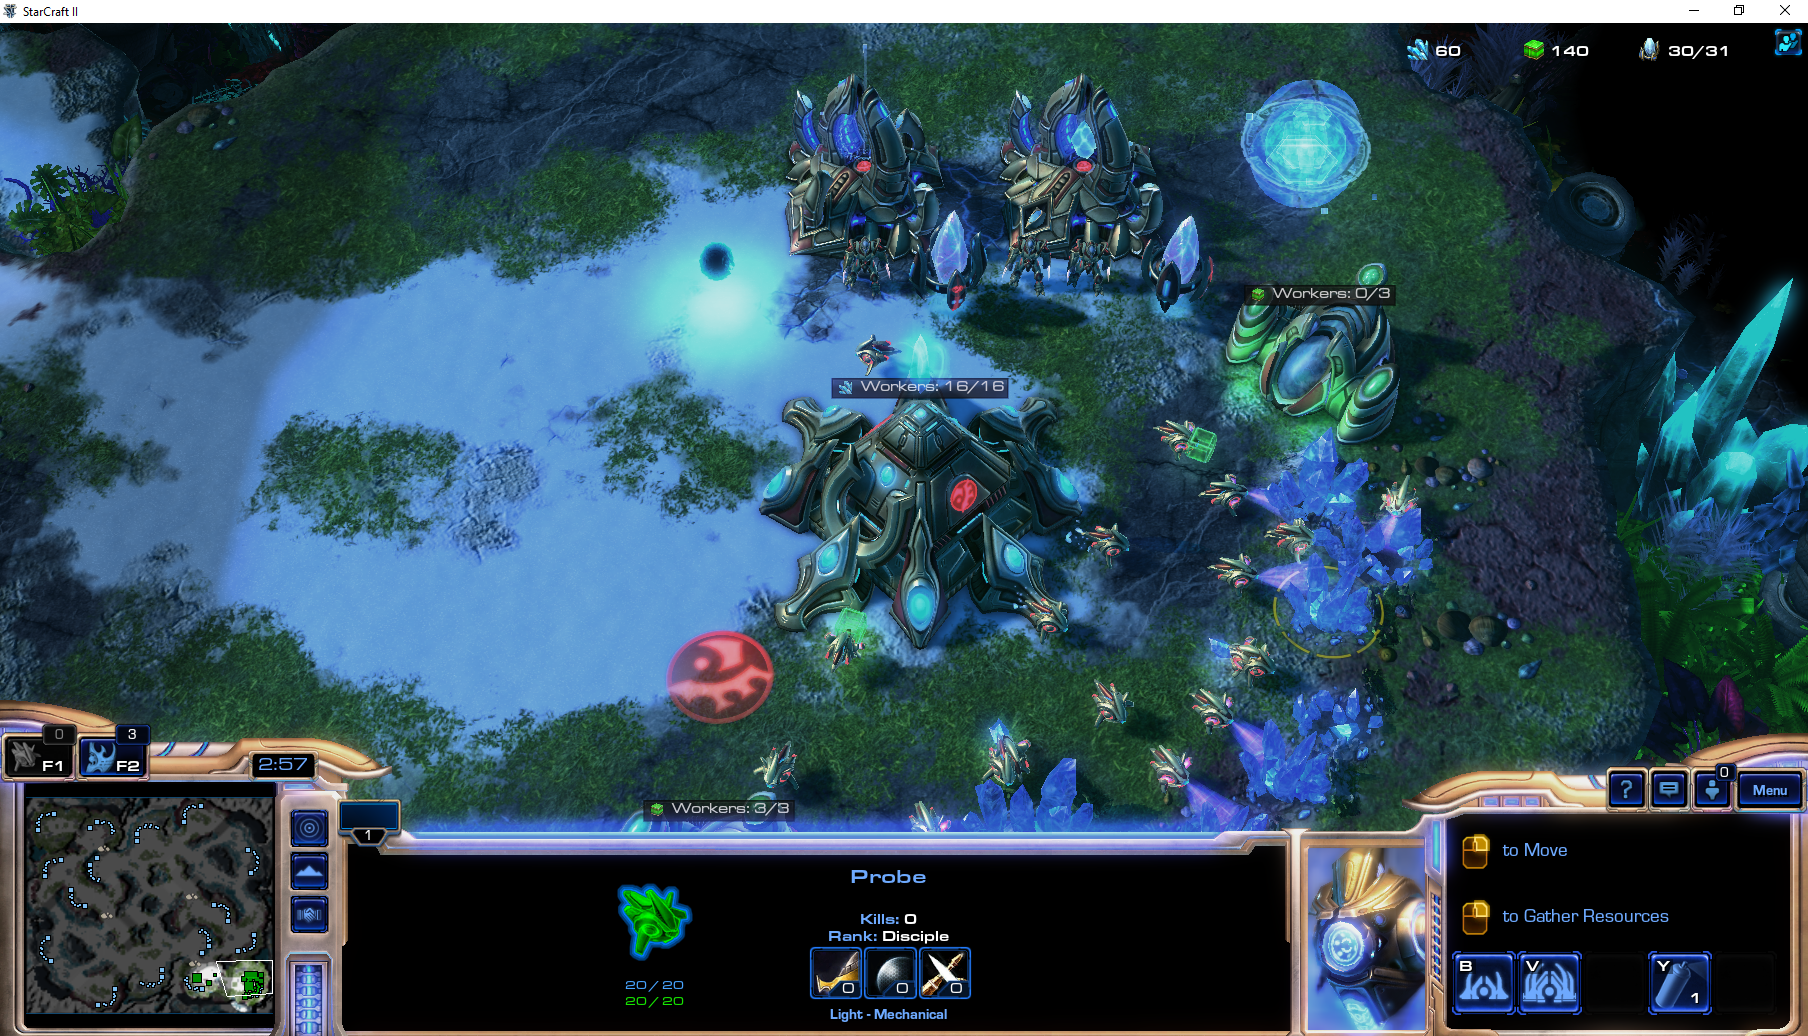 StarCraft II
60
140
30/31
Workers: 0/3
Workers: 16/16
Workers: 3/3
0
F1
3
F2
2:57
1
Probe
Kills: 0
Rank: Disciple
0
0
0
20/20
20/20
Light - Mechanical
?
0
Menu
to Move
to Gather Resources
B
V
Y
1